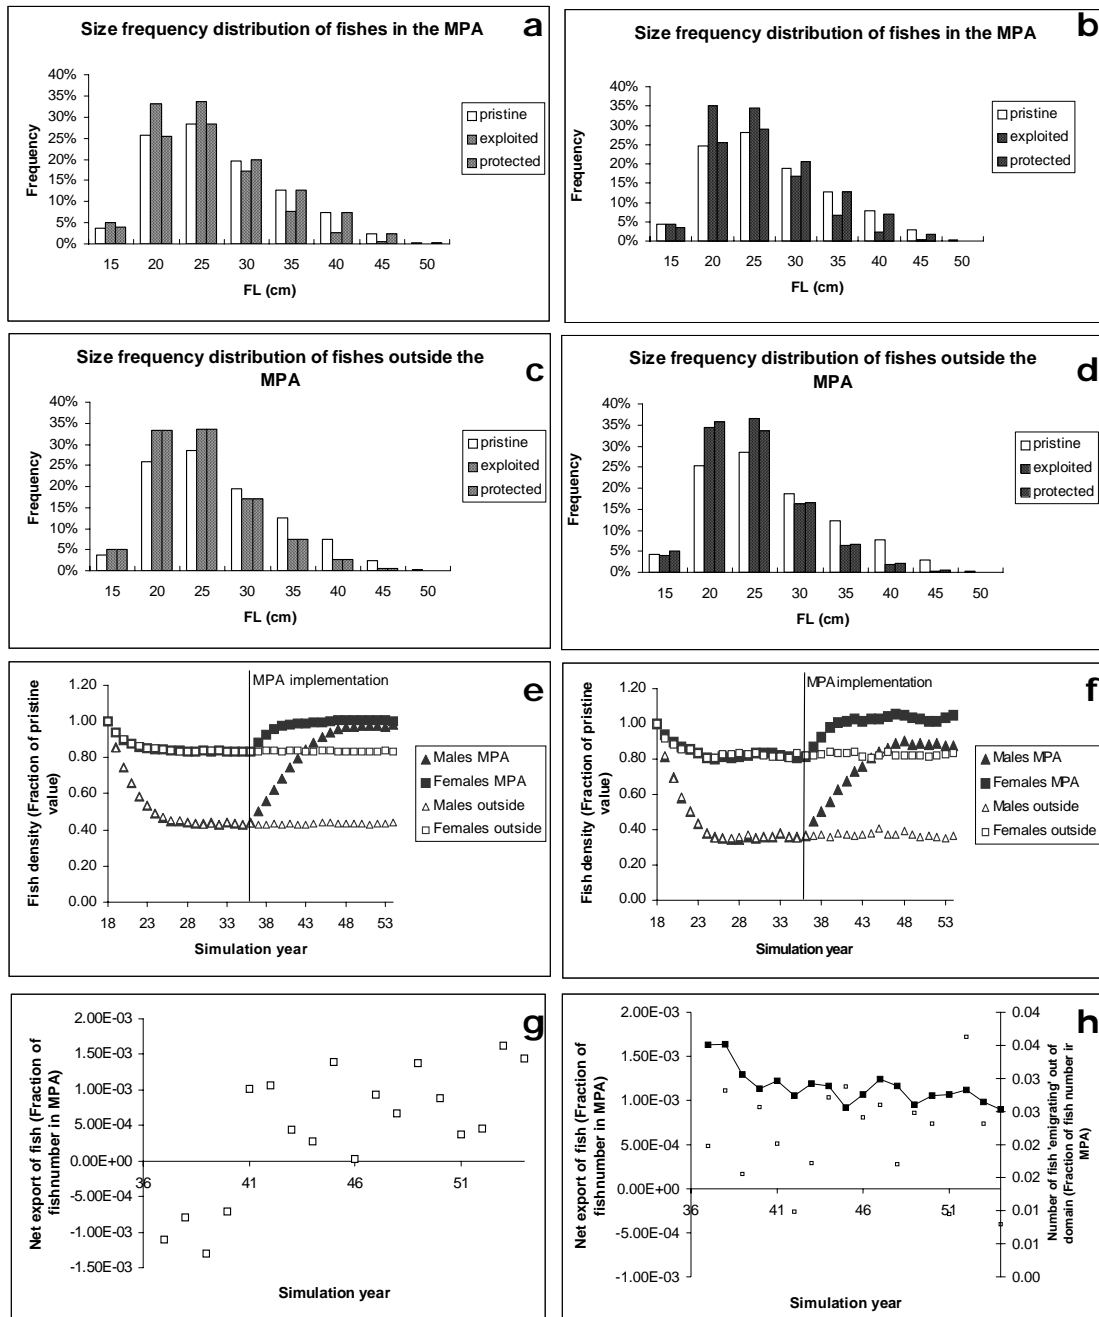 Size frequency distribution of fishes in the MPA
a
40%
35%
30%
25%
20%
15%
10%
5%
0%
Frequency
15 20 25 30 35 40 45 50
FL (cm)
pristine
exploited
protected
Size frequency distribution of fishes in the MPA
b
40%
35%
30%
25%
20%
15%
10%
5%
0%
Frequency
15 20 25 30 35 40 45 50
FL (cm)
pristine
exploited
protected
Size frequency distribution of fishes outside the
MPA
c
40%
35%
30%
25%
20%
15%
10%
5%
0%
Frequency
15 20 25 30 35 40 45 50
FL (cm)
pristine
exploited
protected
Size frequency distribution of fishes outside the
MPA
d
40%
35%
30%
25%
20%
15%
10%
5%
0%
Frequency
15 20 25 30 35 40 45 50
FL (cm)
pristine
exploited
protected
e
MPA implementation
1.20
1.00
0.80
0.60
0.40
0.20
0.00
Fish density (Fraction of pristine
value)
18 23 28 33 38 43 48 53
Simulation year
Males MPA
Females MPA
Males outside
Females outside
f
MPA implementation
1.20
1.00
0.80
0.60
0.40
0.20
0.00
Fish density (Fraction of pristine
value)
18 23 28 33 38 43 48 53
Simulation year
Males MPA
Females MPA
Males outside
Females outside
g
2.00E-03
1.50E-03
1.00E-03
5.00E-04
0.00E+00
-5.00E-04
-1.00E-03
-1.50E-03
Net export of fish (Fraction of
fishnumber in MPA)
36 41 46 51
Simulation year
h
2.00E-03
1.50E-03
1.00E-03
5.00E-04
0.00E+00
-5.00E-04
-1.00E-03
Net export of fish (Fraction of
fishnumber in MPA)
36 41 46 51
0.04
0.04
0.03
0.03
0.02
0.02
0.01
0.01
0.00
Number of fish 'emigrating' out of
domain (Fraction of fish number in
MPA)
Simulation year